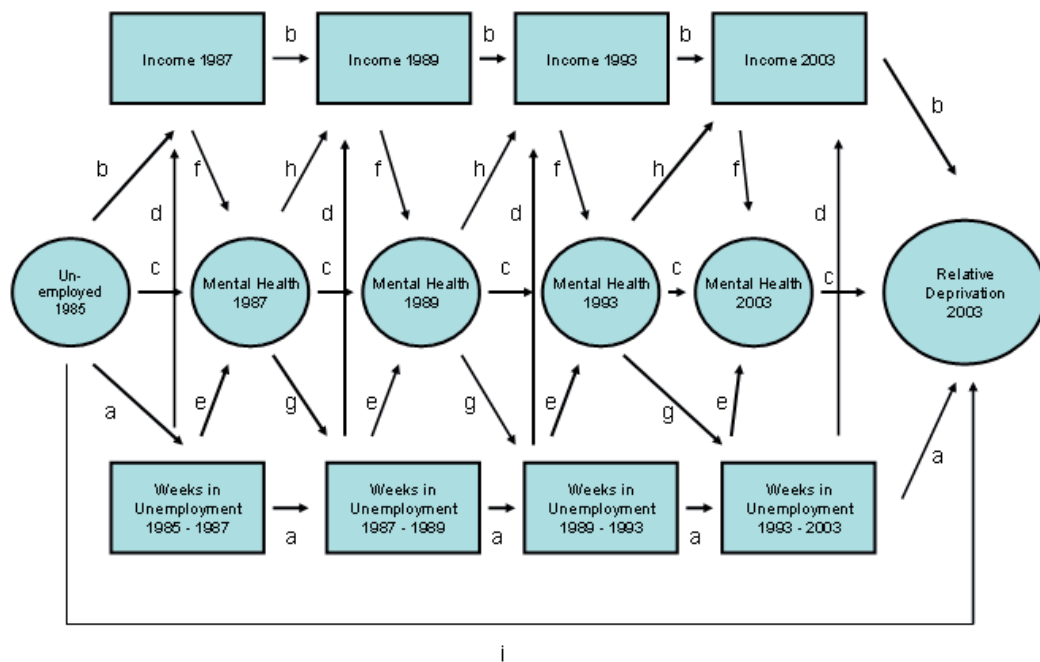 b
b
b
Income 1987
Income 1989
Income 1993
Income 2003
b
b
f
h
f
h
f
h
f
d
d
d
d
Un-
employed
1985
c
Mental Health
1987
c
Mental Health
1989
c
Mental Health
1993
c
Mental Health
2003
c
Relative
Deprivation
2003
a
e
g
e
g
e
g
e
a
Weeks in
Unemployment
1985 - 1987
a
Weeks in
Unemployment
1987 - 1989
a
Weeks in
Unemployment
1989 - 1993
a
Weeks in
Unemployment
1993 - 2003
i